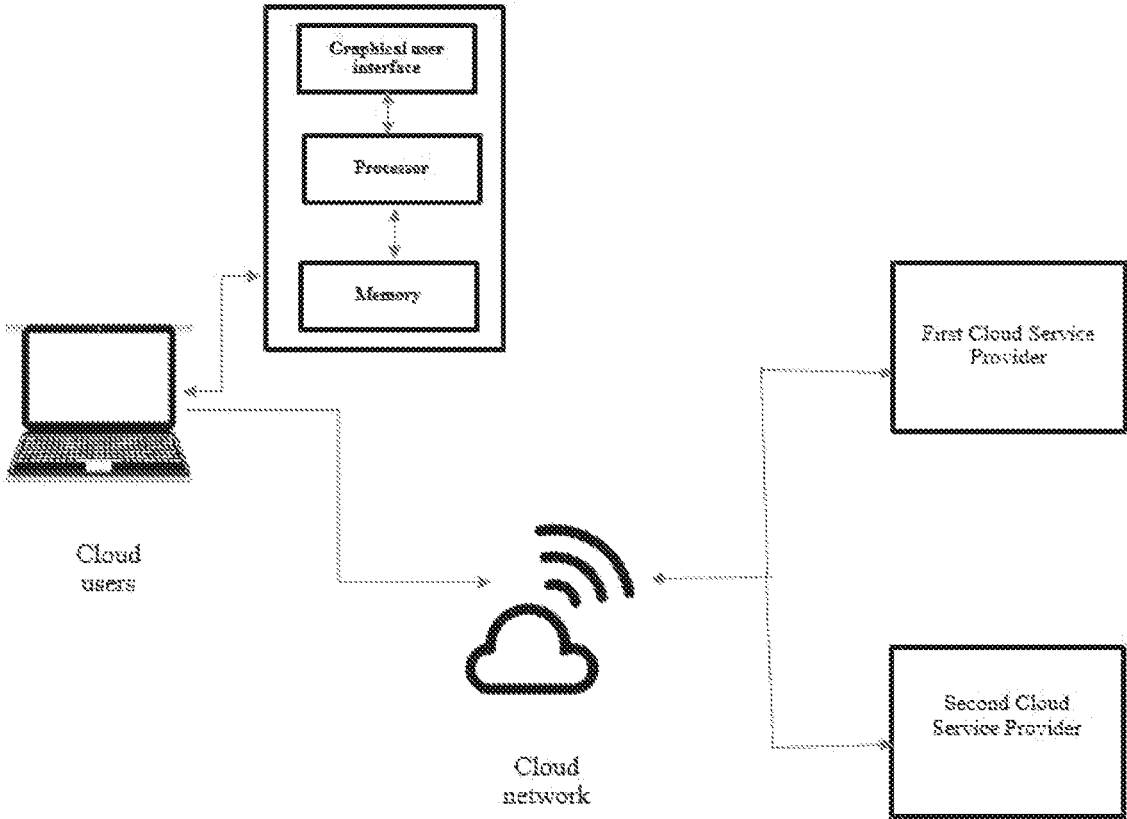 Graphical user
interface
Processor
Memory
First Cloud Service
Provider
Cloud
users
Second Cloud
Service Provider
Cloud
network